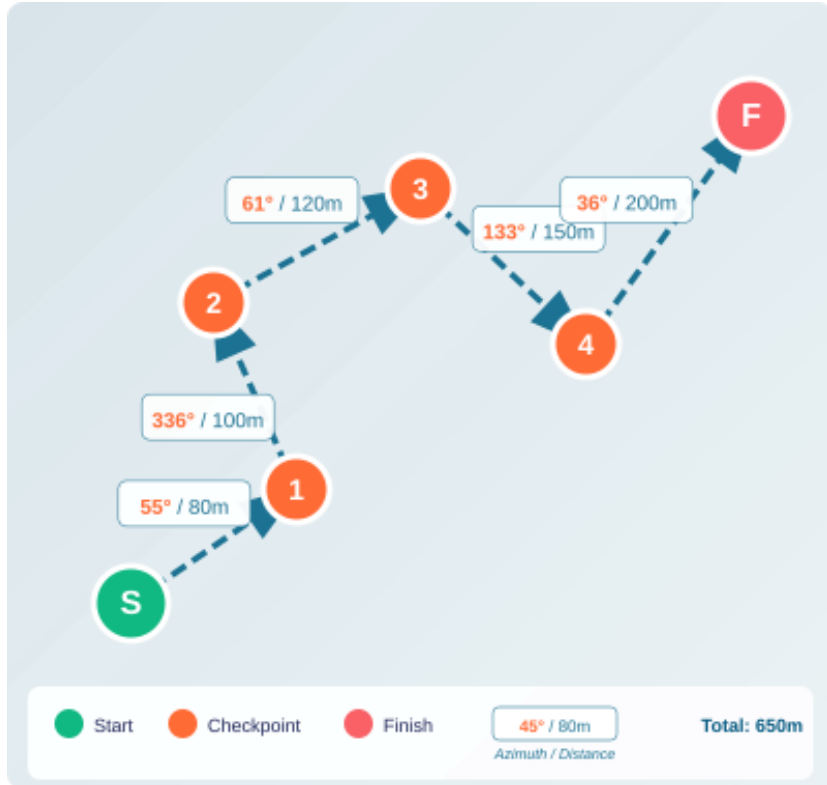 F
3
61° / 120m
36° / 200m
133° / 150m
2
4
336° / 100m
1
55° / 80m
S
Start
Checkpoint
Finish
45° / 80m
Azimuth / Distance
Total: 650m